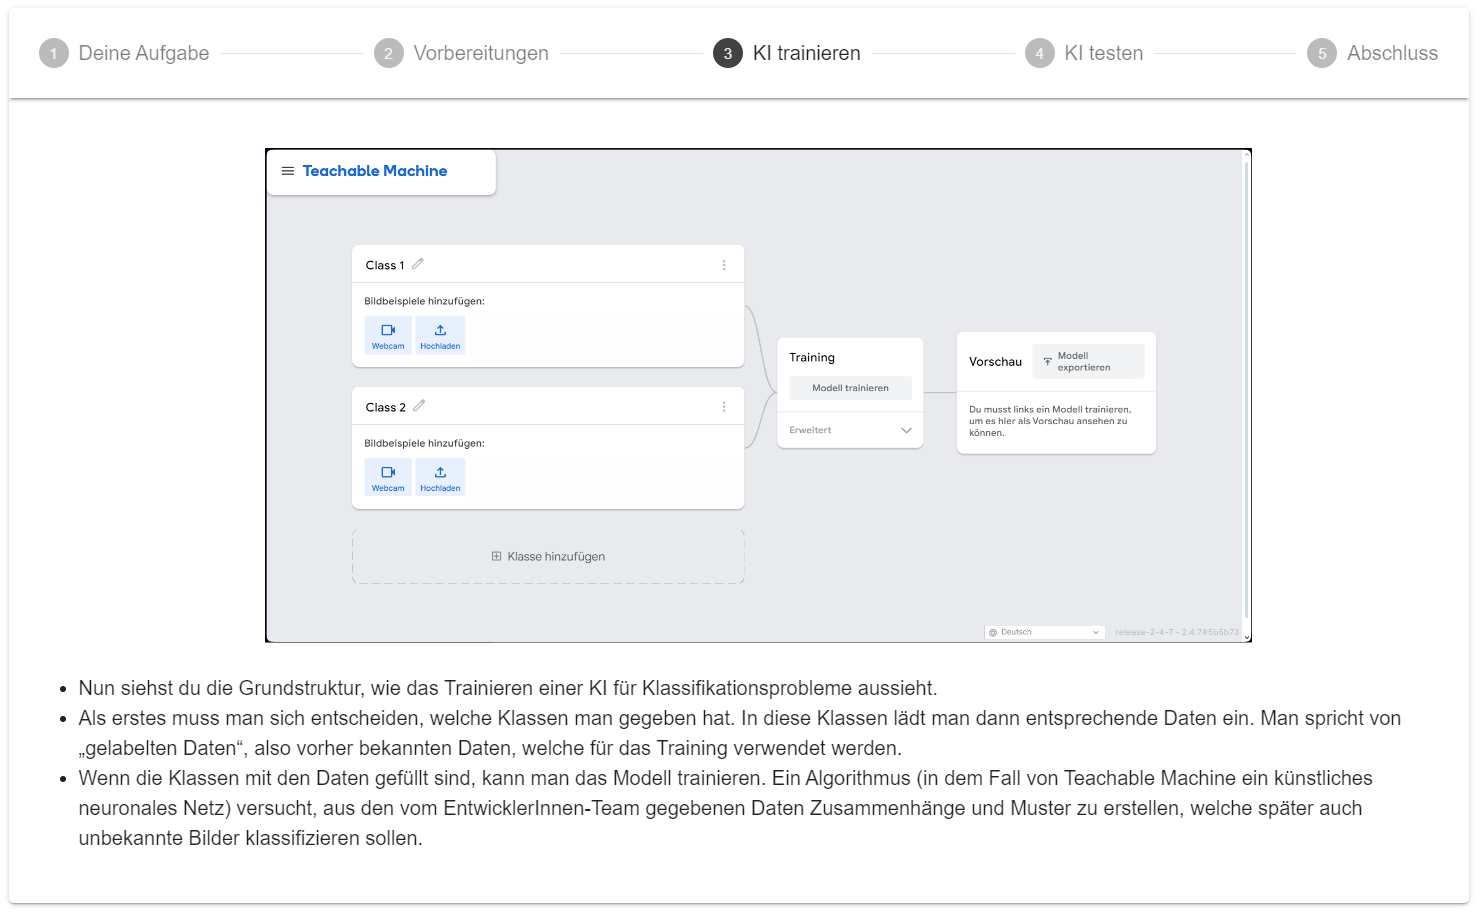 1 Deine Aufgabe
2 Vorbereitungen
3 KI trainieren
4 KI testen
5 Abschluss
Teachable Machine
Class 1
Bildbeispiele hinzufügen:
Webcam
Hochladen
Class 2
Bildbeispiele hinzufügen:
Webcam
Hochladen
Klasse hinzufügen
Training
Modell trainieren
Erweitert
Vorschau
Modell
exportieren
Du musst links ein Modell trainieren,
um es hier als Vorschau ansehen zu
können.
Deutsch
release-2-4-7 - 2.4.7#5b5b73
• Nun siehst du die Grundstruktur, wie das Trainieren einer KI für Klassifikationsprobleme aussieht.
• Als erstes muss man sich entscheiden, welche Klassen man gegeben hat. In diese Klassen lädt man dann entsprechende Daten ein. Man spricht von
„gelabelten Daten“, also vorher bekannten Daten, welche für das Training verwendet werden.
• Wenn die Klassen mit den Daten gefüllt sind, kann man das Modell trainieren. Ein Algorithmus (in dem Fall von Teachable Machine ein künstliches
neuronales Netz) versucht, aus den vom EntwicklerInnen-Team gegebenen Daten Zusammenhänge und Muster zu erstellen, welche später auch
unbekannte Bilder klassifizieren sollen.